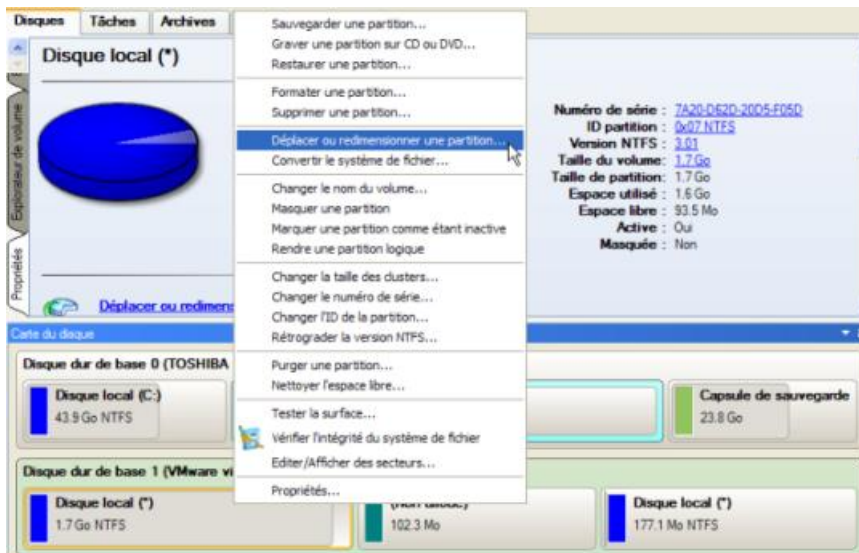 Disques Tâches Archives
Disque local (*)
Explorateur de volume
Propriétés
Déplacer ou redimens
Sauvegarder une partition...
Graver une partition sur CD ou DVD...
Restaurer une partition...
Formater une partition...
Supprimer une partition...
Déplacer ou redimensionner une partition...
Convertir le système de fichier...
Changer le nom du volume...
Masquer une partition
Marquer une partition comme étant inactive
Rendre une partition logique
Changer la taille des clusters...
Changer le numéro de série...
Changer l'ID de la partition...
Rétrograder la version NTFS...
Purger une partition...
Nettoyer l'espace libre...
Tester la surface...
Vérifier l'intégrité du système de fichier
Editer/Afficher des secteurs...
Propriétés...
Numéro de série : 7A20-D62D-20D5-F05D
ID partition : 0x07 NTFS
Version NTFS : 3.01
Taille du volume: 1.7 Go
Taille de partition: 1.7 Go
Espace utilisé : 1.6 Go
Espace libre : 93.5 Mo
Active : Oui
Masquée : Non
Carte du disque
Disque dur de base 0 (TOSHIBA
Disque local (C:)
43.9 Go NTFS
Capsule de sauvegarde
23.8 Go
Disque dur de base 1 (VMware vi
Disque local (*)
1.7 Go NTFS
102.3 Mo
Disque local (*)
177.1 Mo NTFS